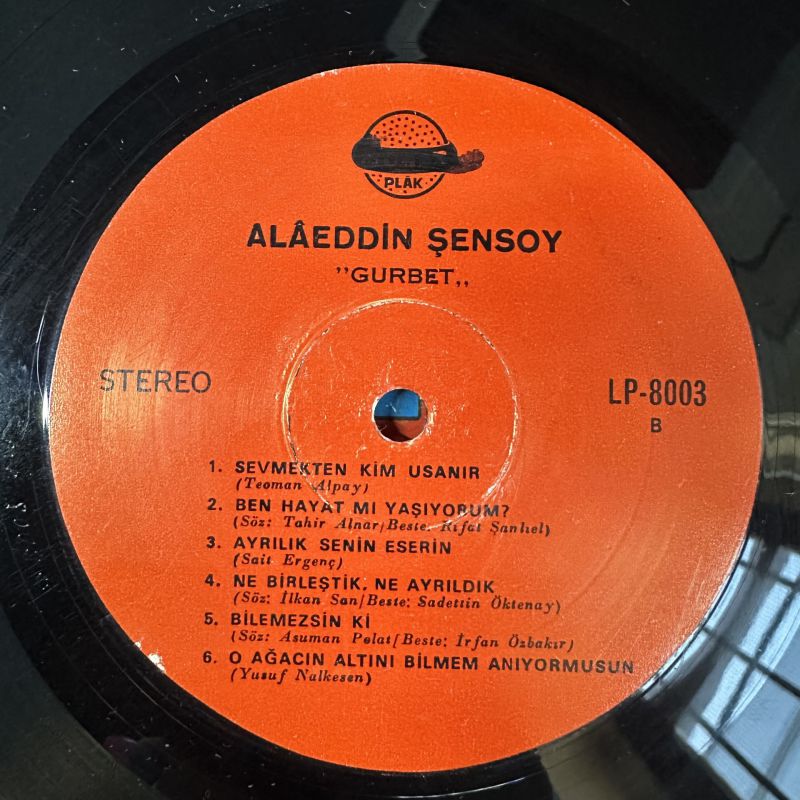 PLÂK
ALÂEDDİN ŞENSOY
"GURBET,,
STEREO
LP-8003
B
1. SEVMEKTEN KİM USANIR
(Teoman Alpay)
2. BEN HAYAT MI YAŞIYORUM?
(Söz: Tahir Alnar/Beste: Rıfat Şanlıel)
3. AYRILIK SENİN ESERİN
(Sait Ergenç)
4. NE BİRLEŞTİK, NE AYRILDIK
(Söz: İlkan San/Beste: Sadettin Öktenay)
5. BİLEMEZSİN Kİ
(Söz: Asuman Polat/Beste: İrfan Özbakır)
6. O AĞACIN ALTINI BİLMEM ANIYORMUSUN
(Yusuf Nalkesen)